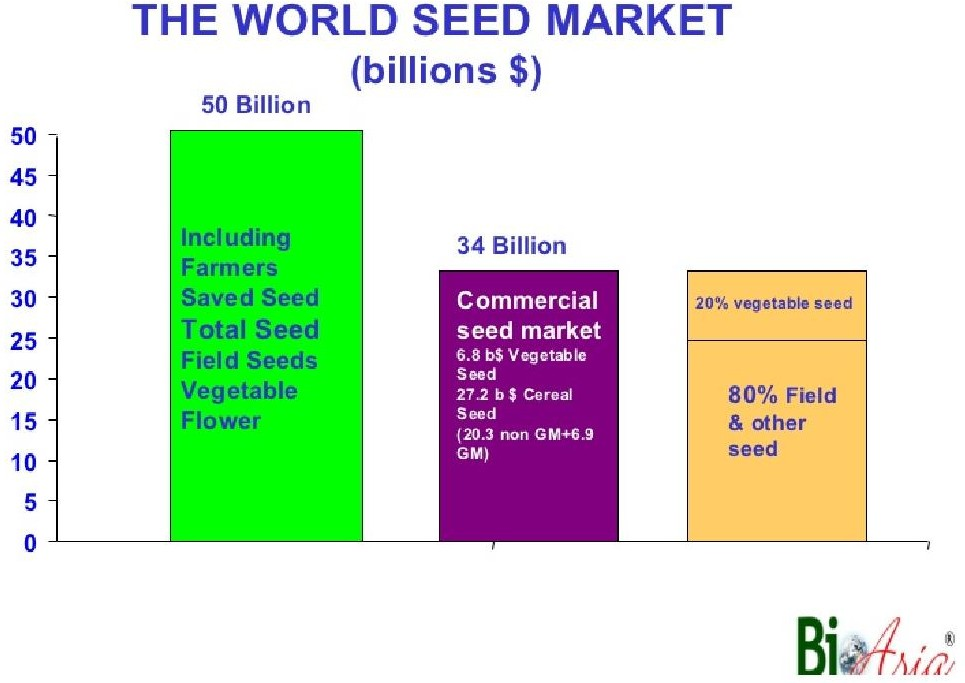 THE WORLD SEED MARKET
(billions $)
50 Billion
50
45
40
35
30
25
20
15
10
5
0
Including
Farmers
Saved Seed
Total Seed
Field Seeds
Vegetable
Flower
34 Billion
Commercial
seed market
6.8 b$ Vegetable
Seed
27.2 b $ Cereal
Seed
(20.3 non GM+6.9
GM)
20% vegetable seed
80% Field
& other
seed
BioAsia®